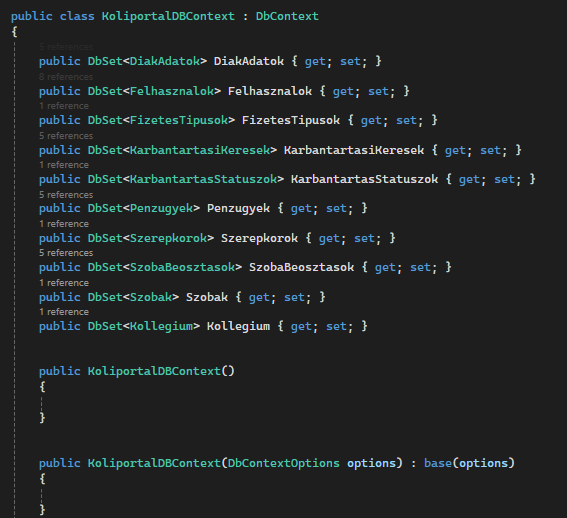 public class KoliportalDBContext : DbContext
{
5 references
public DbSet<DiakAdatok> DiakAdatok { get; set; }
8 references
public DbSet<Felhasznalok> Felhasznalok { get; set; }
1 reference
public DbSet<FizetesTipusok> FizetesTipusok { get; set; }
5 references
public DbSet<KarbantartasiKeresek> KarbantartasiKeresek { get; set; }
1 reference
public DbSet<KarbantartasStatuszok> KarbantartasStatuszok { get; set; }
5 references
public DbSet<Penzugyek> Penzugyek { get; set; }
1 reference
public DbSet<Szerepkorok> Szerepkorok { get; set; }
5 references
public DbSet<SzobaBeosztasok> SzobaBeosztasok { get; set; }
1 reference
public DbSet<Szobak> Szobak { get; set; }
1 reference
public DbSet<Kollegium> Kollegium { get; set; }
public KoliportalDBContext()
{
}
public KoliportalDBContext(DbContextOptions options) : base(options)
{
}